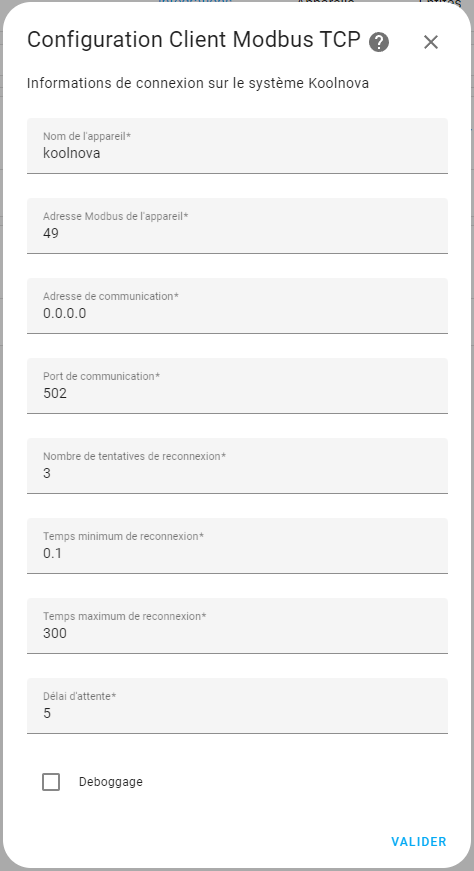 Configuration Client Modbus TCP
Informations de connexion sur le système Koolnova
Nom de l'appareil*
koolnova
Adresse Modbus de l'appareil*
49
Adresse de communication*
0.0.0.0
Port de communication*
502
Nombre de tentatives de reconnexion*
3
Temps minimum de reconnexion*
0.1
Temps maximum de reconnexion*
300
Délai d'attente*
5
Deboggage
VALIDER